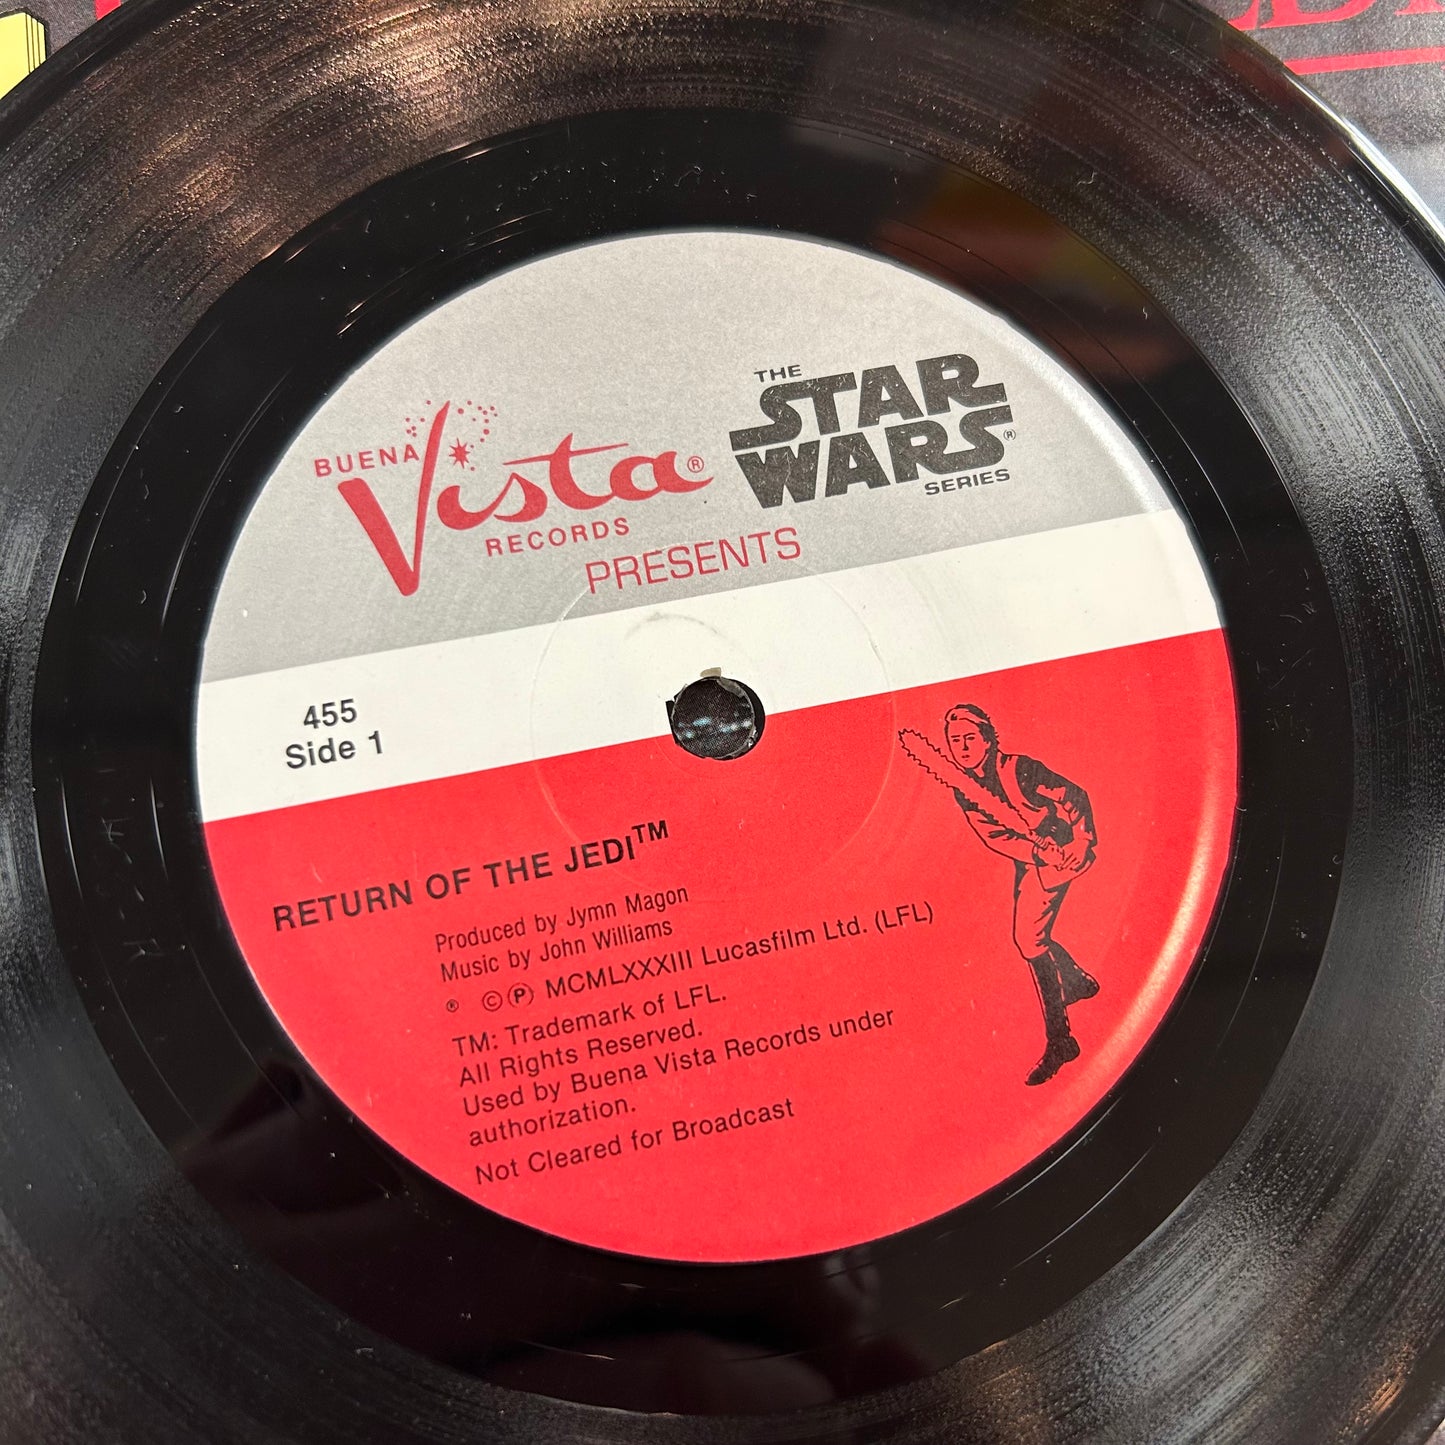 BUENA
Vista®
RECORDS
THE
STAR
WARS®
SERIES
PRESENTS
455
Side 1
RETURN OF THE JEDI™
Produced by Jymn Magon
Music by John Williams
® ©℗ MCMLXXXIII Lucasfilm Ltd. (LFL)
TM: Trademark of LFL.
All Rights Reserved.
Used by Buena Vista Records under
authorization.
Not Cleared for Broadcast